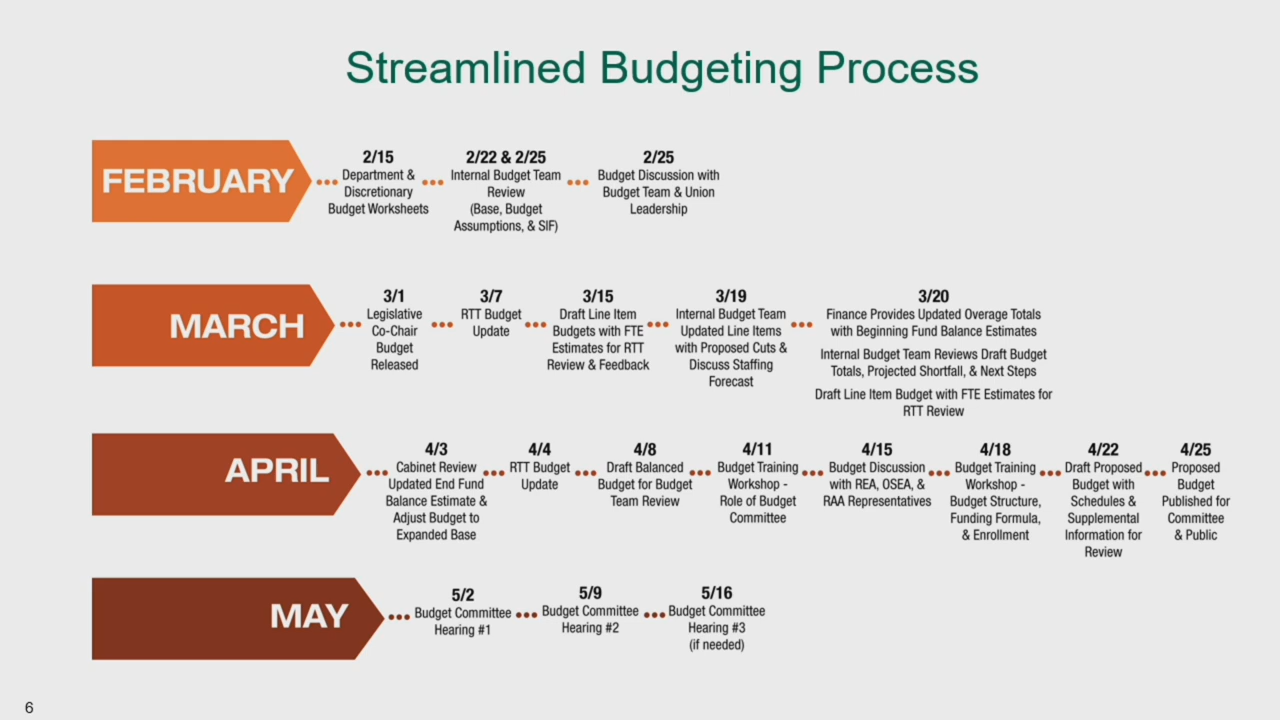 Streamlined Budgeting Process
FEBRUARY
2/15
Department &
Discretionary
Budget Worksheets
2/22 & 2/25
Internal Budget Team
Review
(Base, Budget
Assumptions, & SIF)
2/25
Budget Discussion with
Budget Team & Union
Leadership
MARCH
3/1
Legislative
Co-Chair
Budget
Released
3/7
RTT Budget
Update
3/15
Draft Line Item
Budgets with FTE
Estimates for RTT
Review & Feedback
3/19
Internal Budget Team
Updated Line Items
with Proposed Cuts &
Discuss Staffing
Forecast
3/20
Finance Provides Updated Overage Totals
with Beginning Fund Balance Estimates
Internal Budget Team Reviews Draft Budget
Totals, Projected Shortfall, & Next Steps
Draft Line Item Budget with FTE Estimates for
RTT Review
APRIL
4/3
Cabinet Review
Updated End Fund
Balance Estimate &
Adjust Budget to
Expanded Base
4/4
RTT Budget
Update
4/8
Draft Balanced
Budget for Budget
Team Review
4/11
Budget Training
Workshop -
Role of Budget
Committee
4/15
Budget Discussion
with REA, OSEA, &
RAA Representatives
4/18
Budget Training
Workshop -
Budget Structure,
Funding Formula,
& Enrollment
4/22
Draft Proposed
Budget with
Schedules &
Supplemental
Information for
Review
4/25
Proposed
Budget
Published for
Committee
& Public
MAY
5/2
Budget Committee
Hearing #1
5/9
Budget Committee
Hearing #2
5/16
Budget Committee
Hearing #3
(if needed)
6